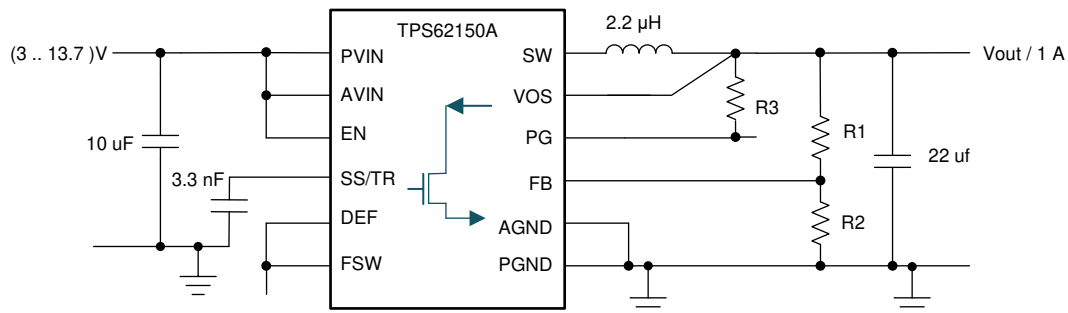 TPS62150A
2.2 µH
(3 .. 13.7 )V
PVIN
SW
Vout / 1 A
AVIN
VOS
R3
EN
PG
R1
10 uF
22 uf
3.3 nF
SS/TR
FB
DEF
AGND
R2
FSW
PGND